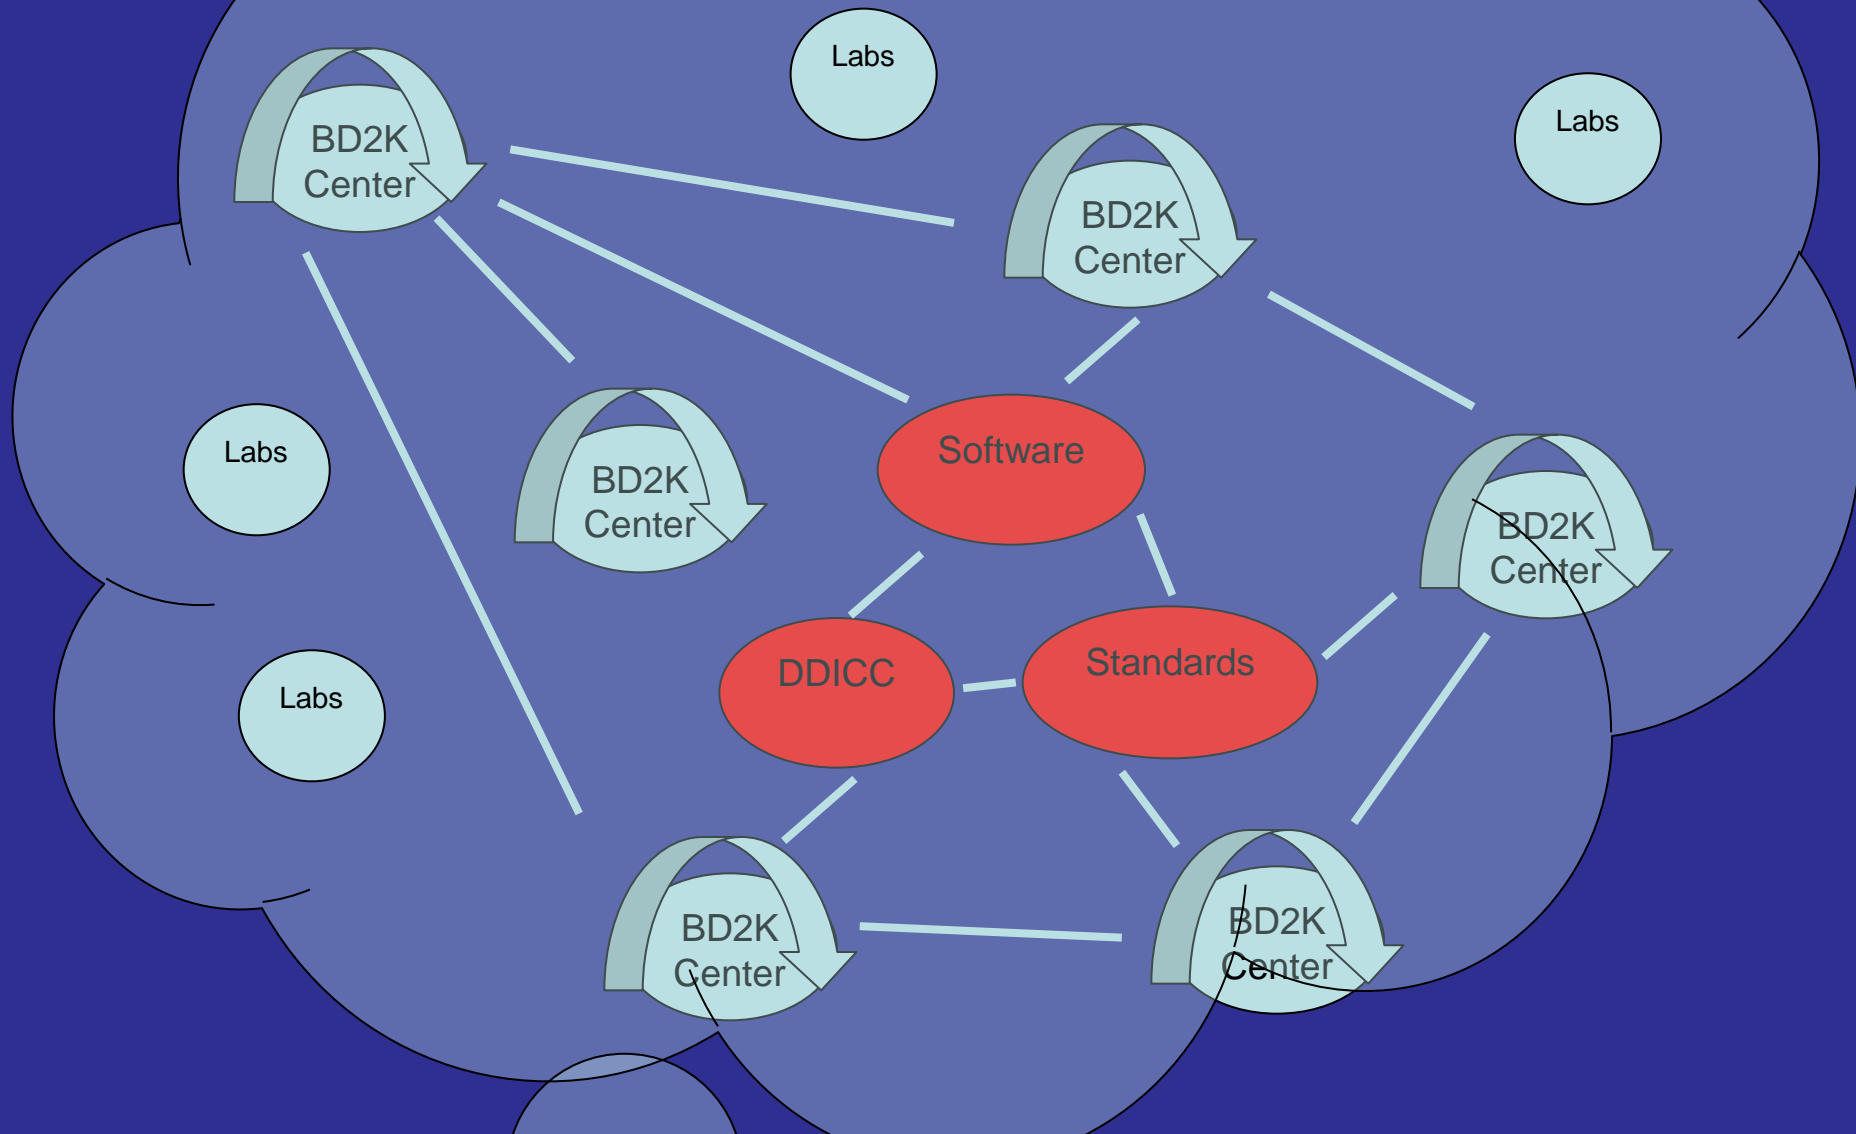 Labs
Labs
BD2K
Center
BD2K
Center
Labs
BD2K
Center
Software
BD2K
Center
Labs
DDICC
Standards
BD2K
Center
BD2K
Center